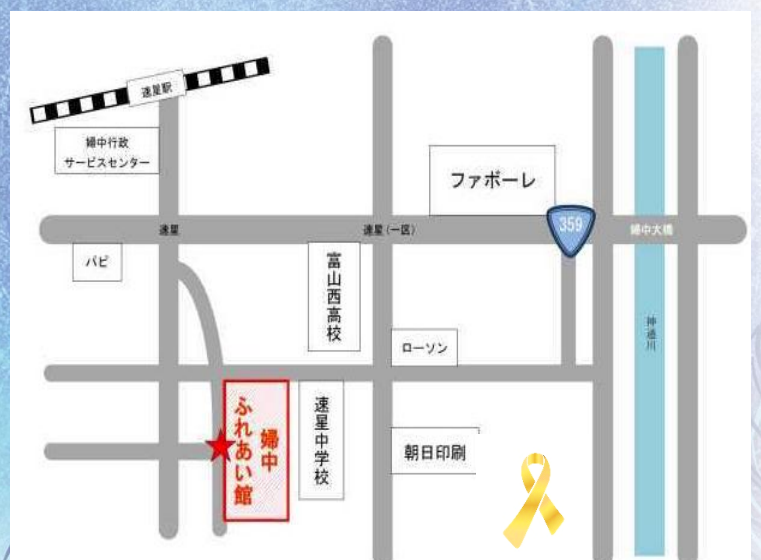 速星駅
婦中行政
サービスセンター
ファボーレ
359
速星
速星(一区)
婦中大橋
パピ
富山西高校
ローソン
神通川
婦中
ふれあい館
速星中学校
朝日印刷